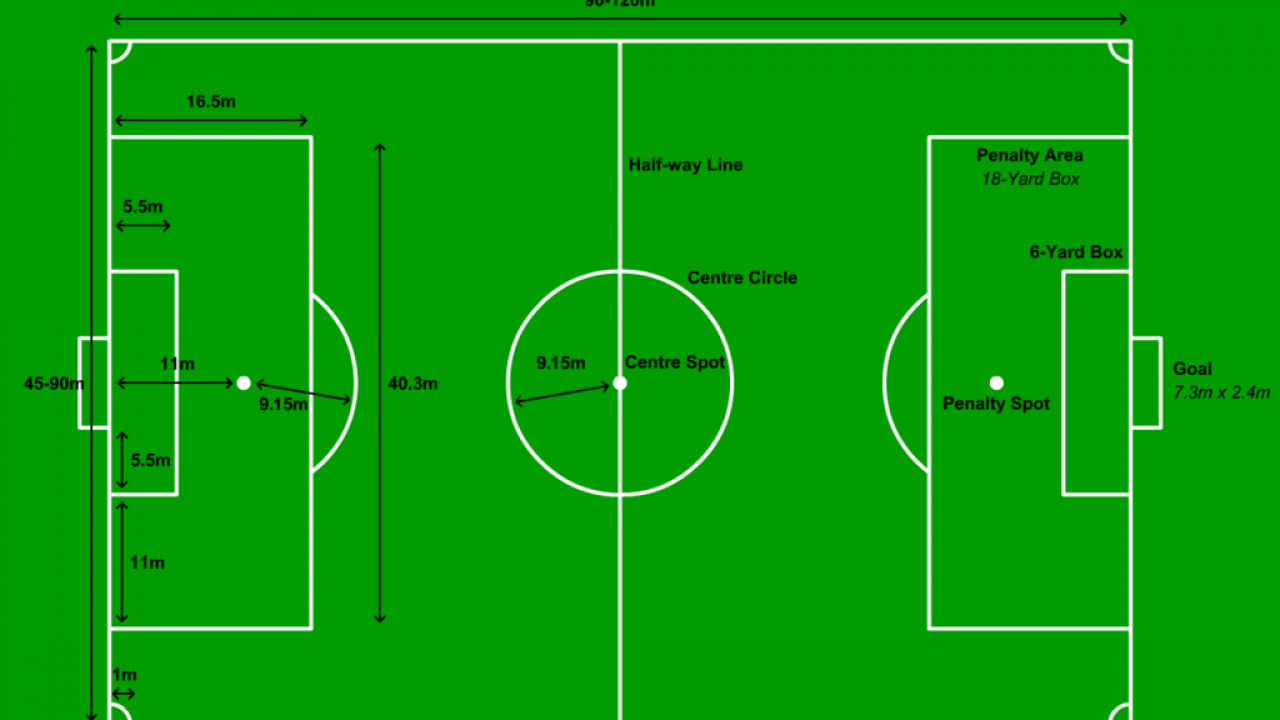 90-120m
16.5m
Half-way Line
Penalty Area
18-Yard Box
5.5m
6-Yard Box
Centre Circle
11m
9.15m
Centre Spot
Goal
7.3m x 2.4m
45-90m
40.3m
9.15m
Penalty Spot
5.5m
11m
1m